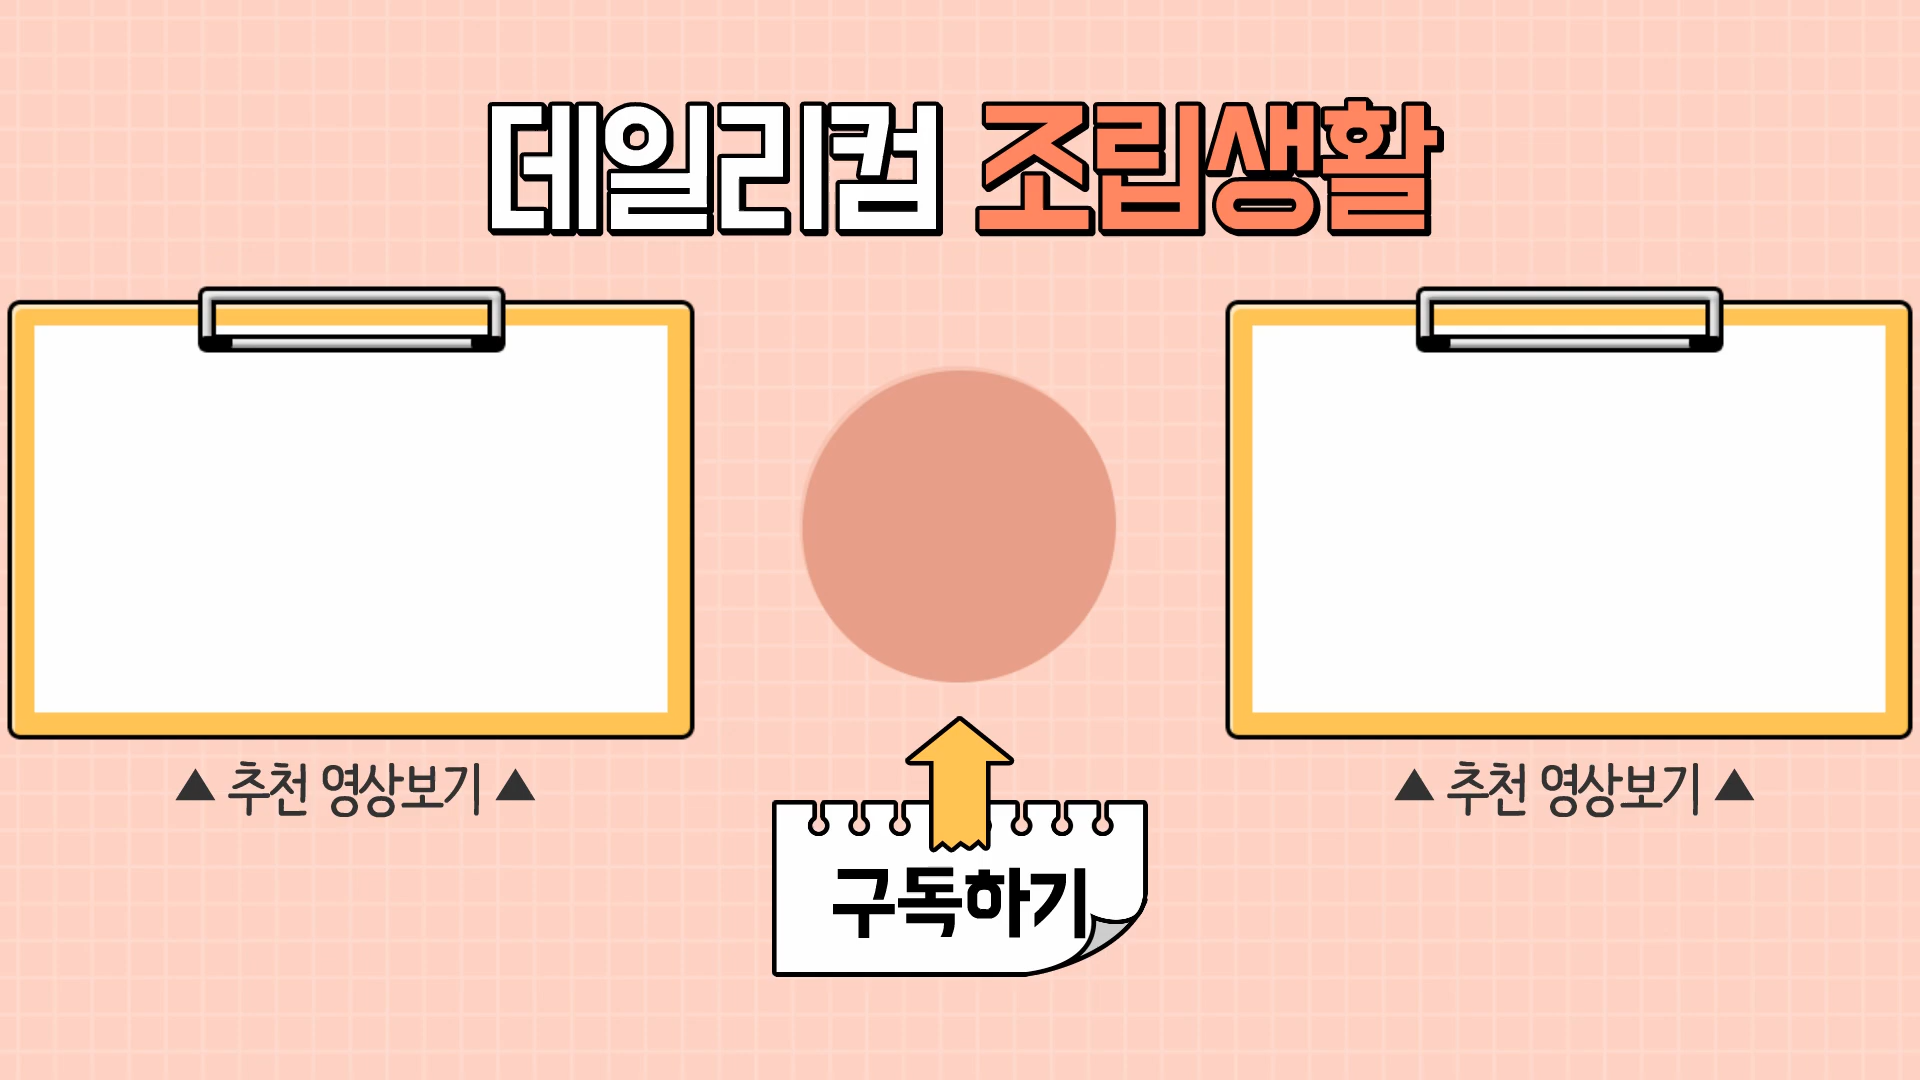 데일리컴 조립생활
▲ 추천 영상보기 ▲
▲ 추천 영상보기 ▲
구독하기